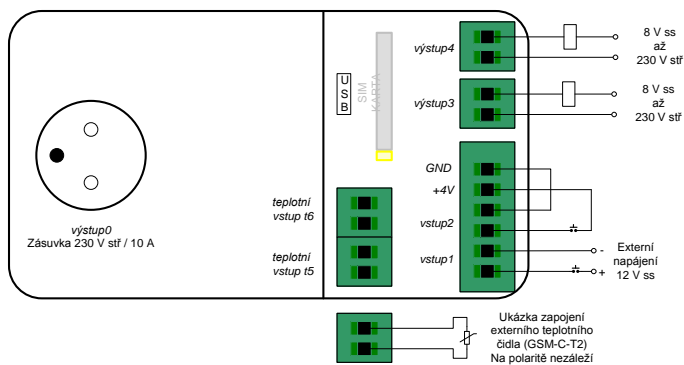 výstup4
8 V ss
až
230 V stř
USB
SIM
KARTA
výstup3
8 V ss
až
230 V stř
GND
+4V
vstup2
vstup1
-
+
Externí
napájení
12 V ss
teplotní
vstup t6
teplotní
vstup t5
výstup0
Zásuvka 230 V stř / 10 A
Ukázka zapojení
externího teplotního
čidla (GSM-C-T2)
Na polaritě nezáleží